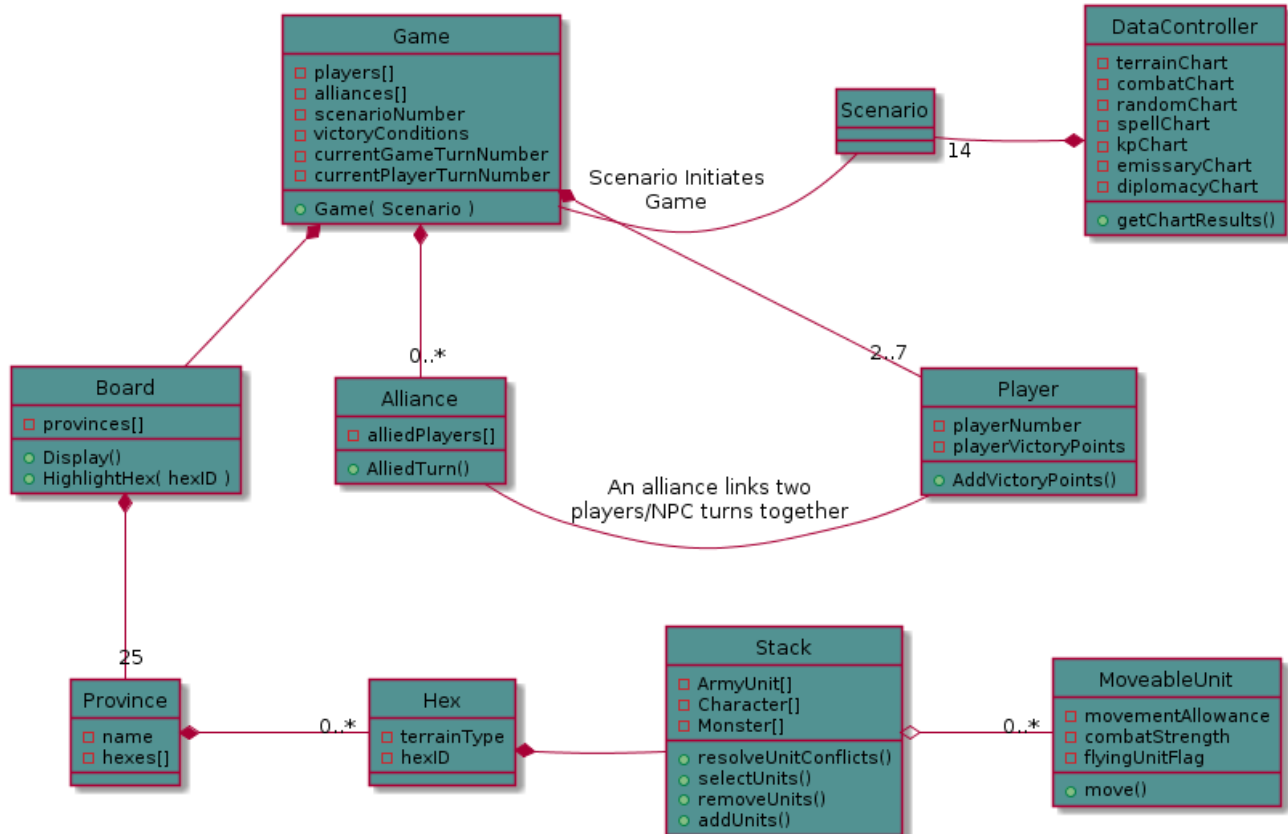 Game
players[]
alliances[]
scenarioNumber
victoryConditions
currentGameTurnNumber
currentPlayerTurnNumber
Game( Scenario )
Scenario
DataController
terrainChart
combatChart
randomChart
spellChart
kpChart
emissaryChart
diplomacyChart
getChartResults()
14
Scenario Initiates
Game
0..*
2..7
Board
provinces[]
Display()
HighlightHex( hexID )
Alliance
alliedPlayers[]
AlliedTurn()
Player
playerNumber
playerVictoryPoints
AddVictoryPoints()
An alliance links two
players/NPC turns together
25
Province
name
hexes[]
0..*
Hex
terrainType
hexID
Stack
ArmyUnit[]
Character[]
Monster[]
resolveUnitConflicts()
selectUnits()
removeUnits()
addUnits()
0..*
MoveableUnit
movementAllowance
combatStrength
flyingUnitFlag
move()